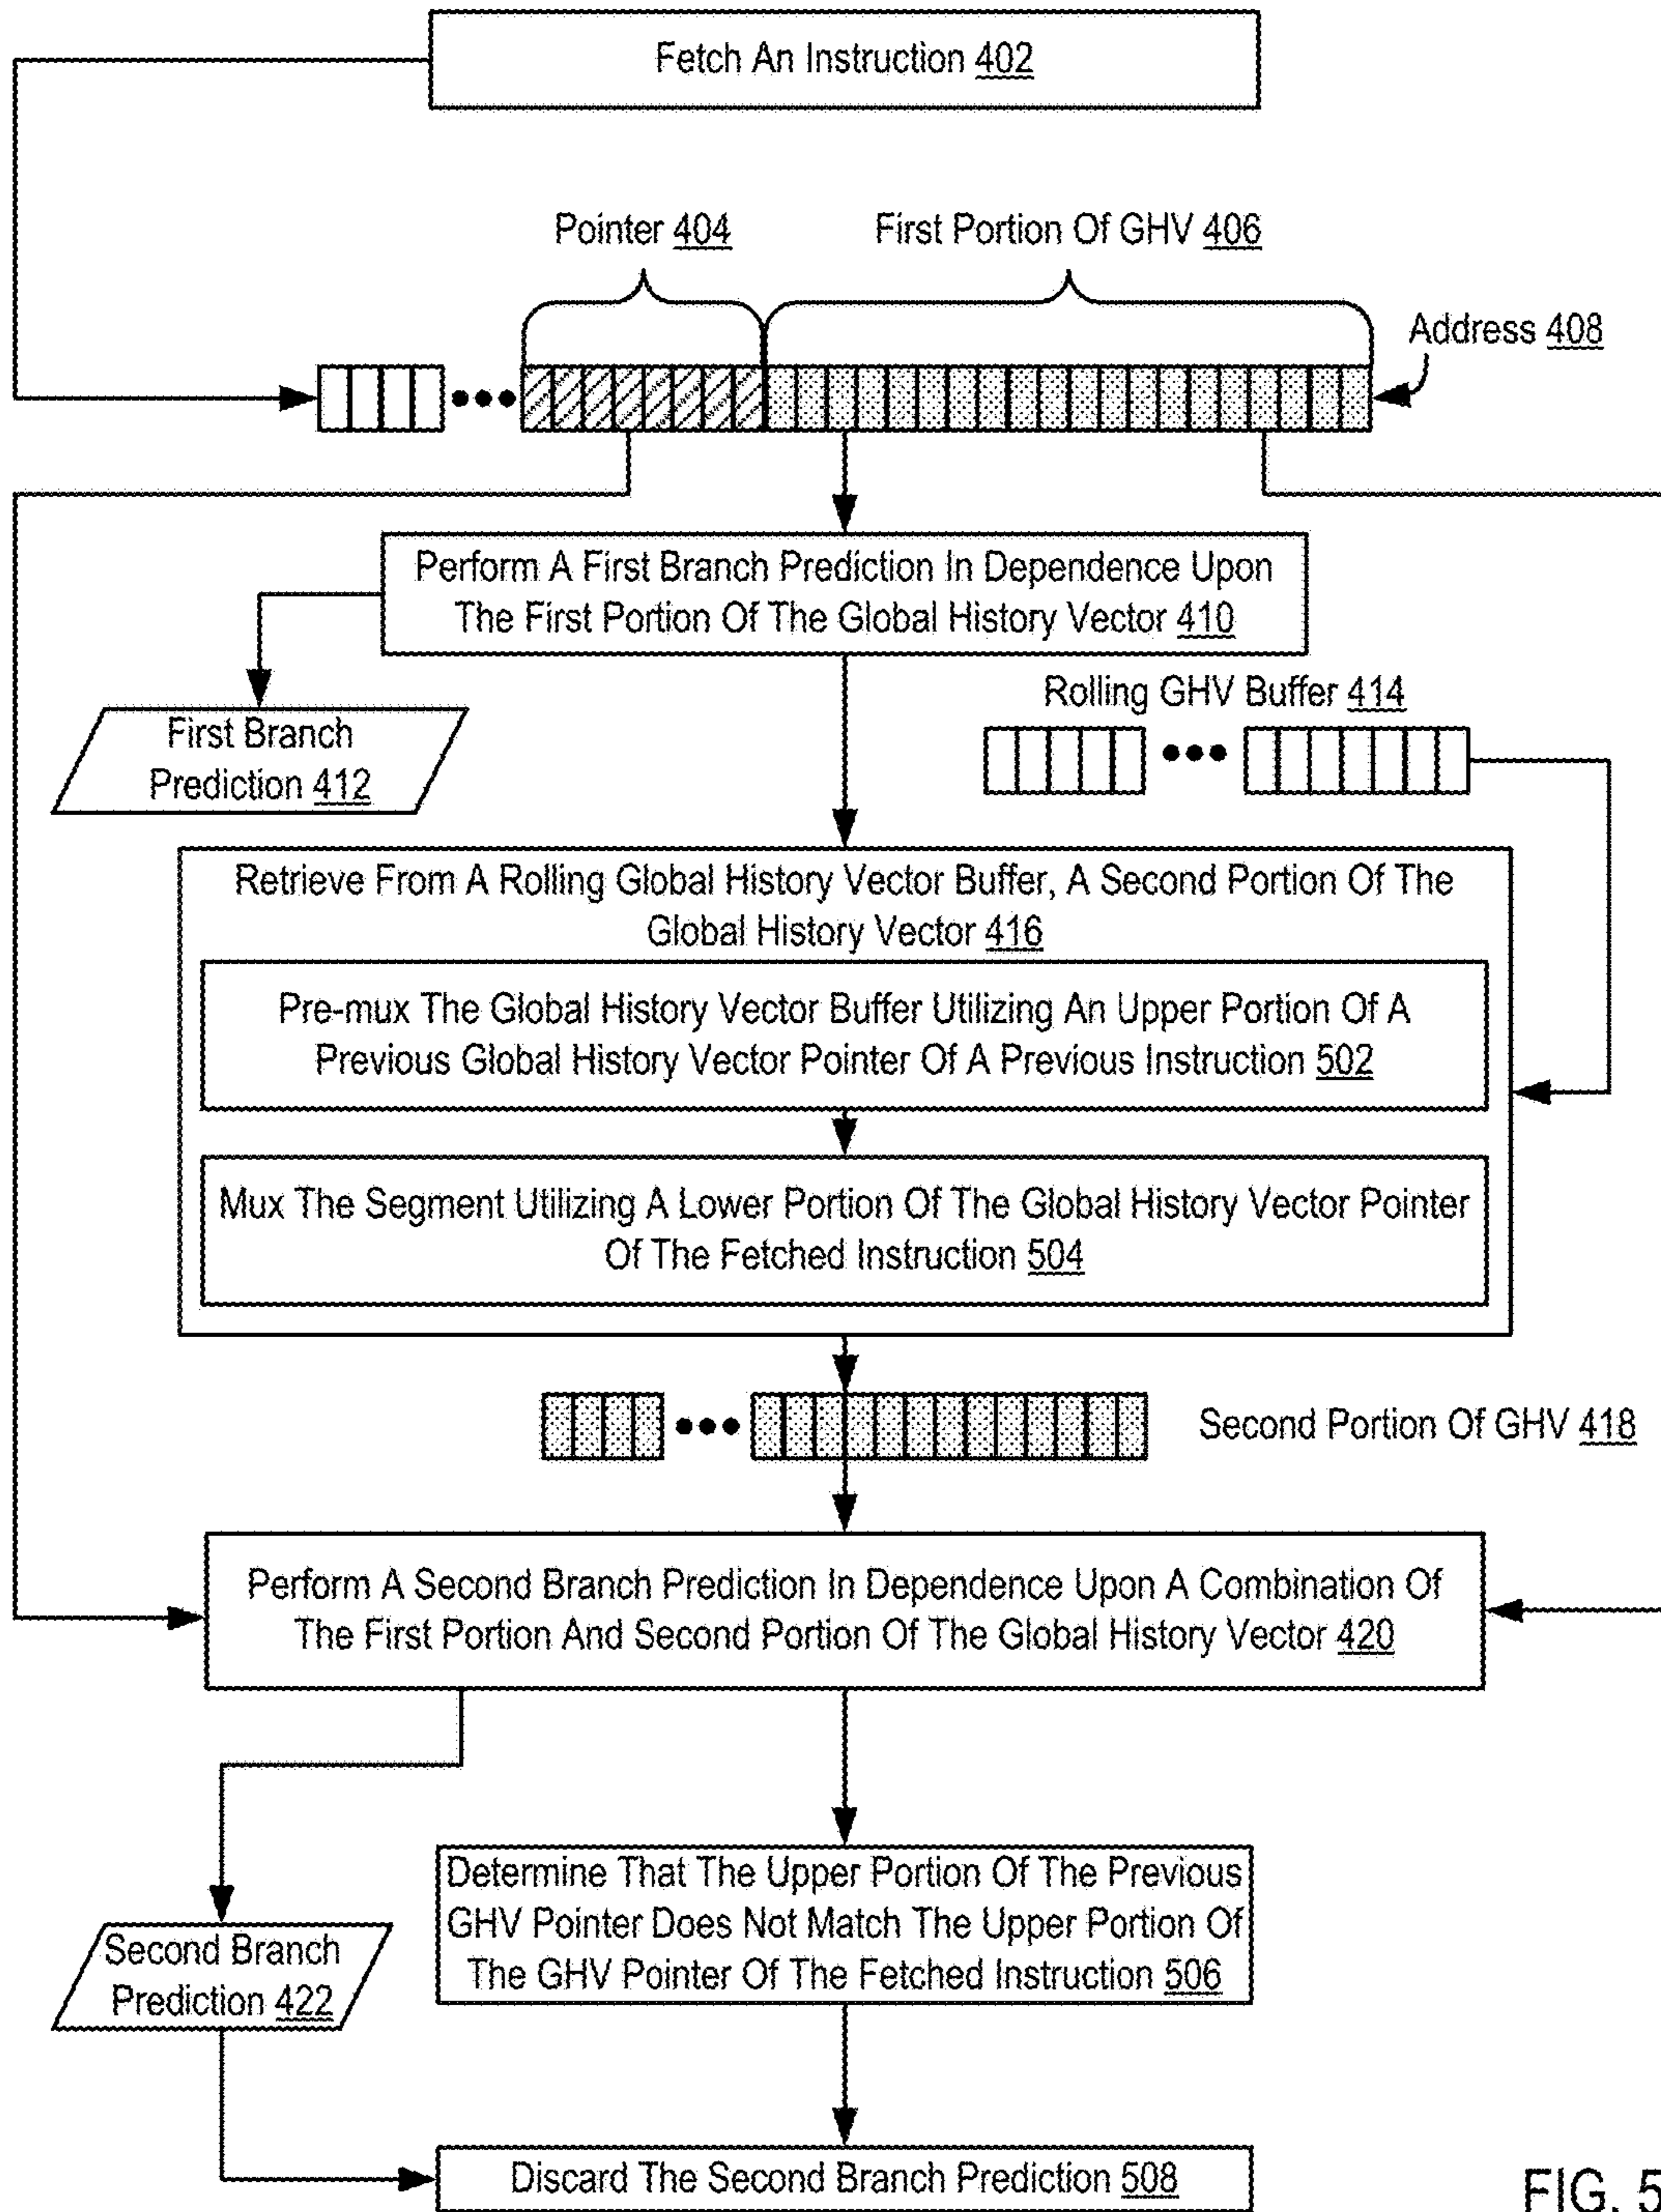 Fetch An Instruction 402
Pointer 404
First Portion Of GHV 406
Address 408
Perform A First Branch Prediction In Dependence Upon
The First Portion Of The Global History Vector 410
Rolling GHV Buffer 414
First Branch
Prediction 412
Retrieve From A Rolling Global History Vector Buffer, A Second Portion Of The
Global History Vector 416
Pre-mux The Global History Vector Buffer Utilizing An Upper Portion Of A
Previous Global History Vector Pointer Of A Previous Instruction 502
Mux The Segment Utilizing A Lower Portion Of The Global History Vector Pointer
Of The Fetched Instruction 504
Second Portion Of GHV 418
Perform A Second Branch Prediction In Dependence Upon A Combination Of
The First Portion And Second Portion Of The Global History Vector 420
Determine That The Upper Portion Of The Previous
GHV Pointer Does Not Match The Upper Portion Of
The GHV Pointer Of The Fetched Instruction 506
Second Branch
Prediction 422
Discard The Second Branch Prediction 508
FIG. 5